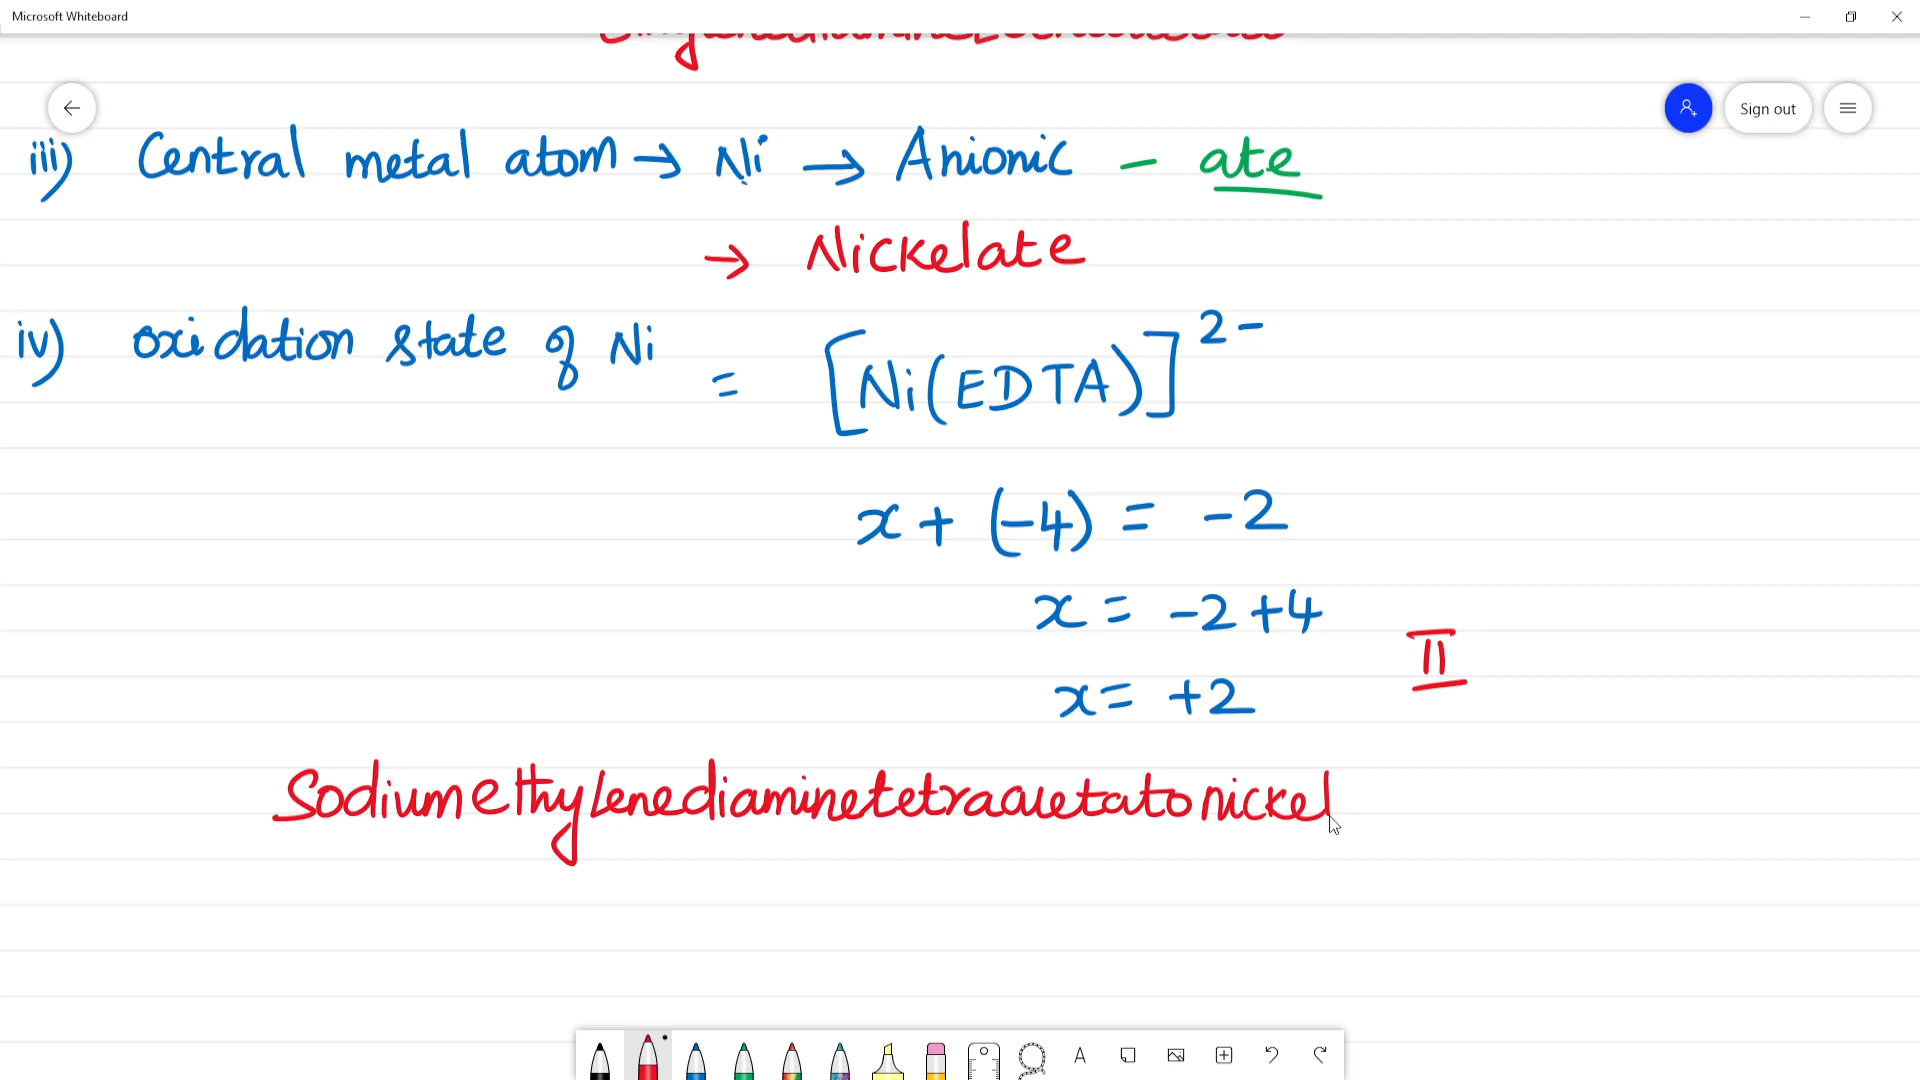 Microsoft Whiteboard
Sign out
iii) Central metal atom → Ni → Anionic - ate
→ Nickelate
iv) oxidation state of Ni = [Ni(EDTA)]²⁻
x + (-4) = -2
x = -2 + 4
II
x = +2
Sodiumethylenediaminetetraacetatonickel
A